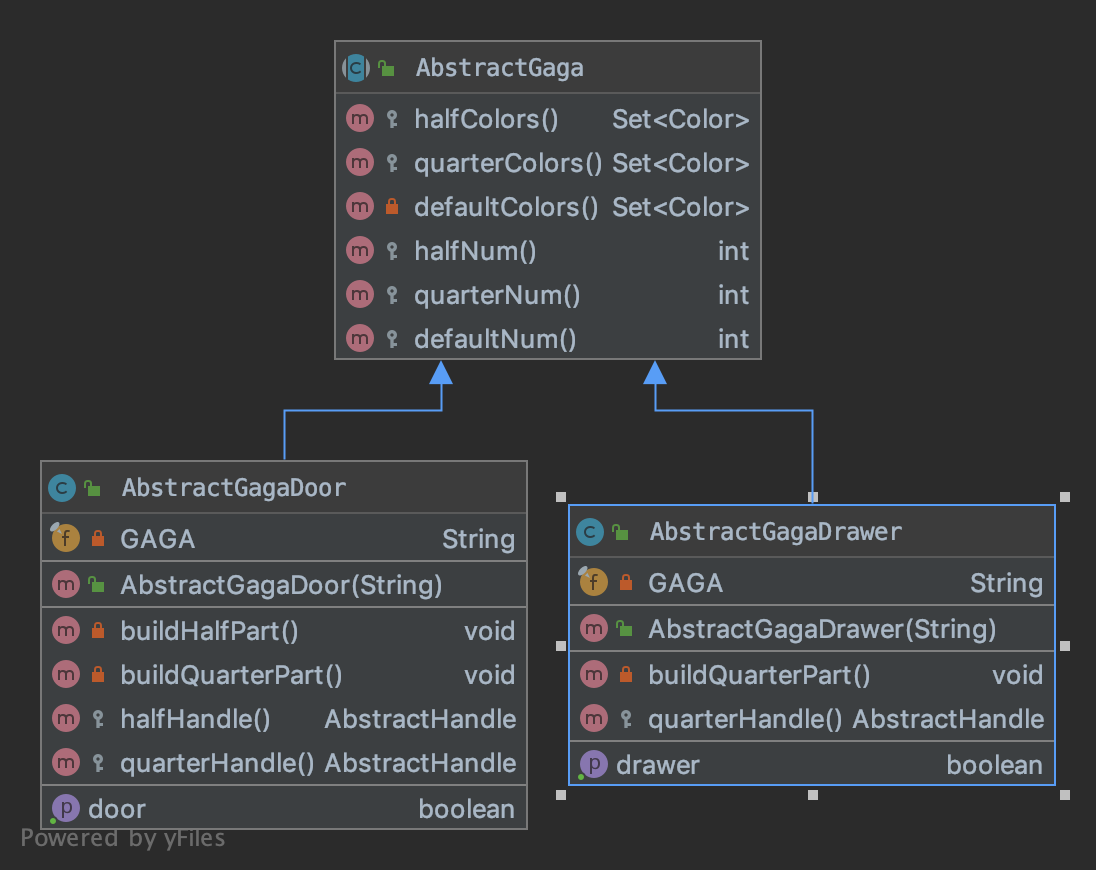 AbstractGaga
halfColors() Set<Color>
quarterColors() Set<Color>
defaultColors() Set<Color>
halfNum() int
quarterNum() int
defaultNum() int
AbstractGagaDoor
GAGA String
AbstractGagaDoor(String)
buildHalfPart() void
buildQuarterPart() void
halfHandle() AbstractHandle
quarterHandle() AbstractHandle
door boolean
AbstractGagaDrawer
GAGA String
AbstractGagaDrawer(String)
buildQuarterPart() void
quarterHandle() AbstractHandle
drawer boolean
Powered by yFiles